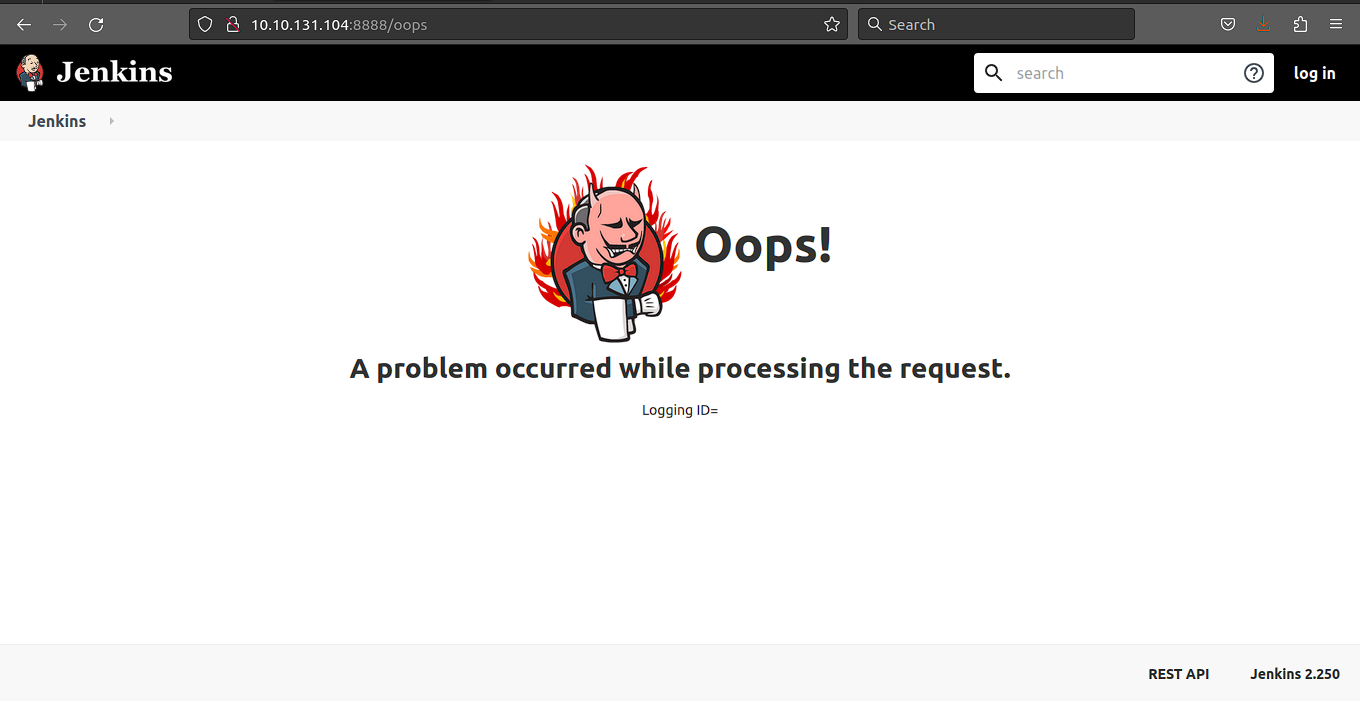 10.10.131.104:8888/oops
Search
Jenkins
search
log in
Jenkins
Oops!
A problem occurred while processing the request.
Logging ID=
REST API
Jenkins 2.250